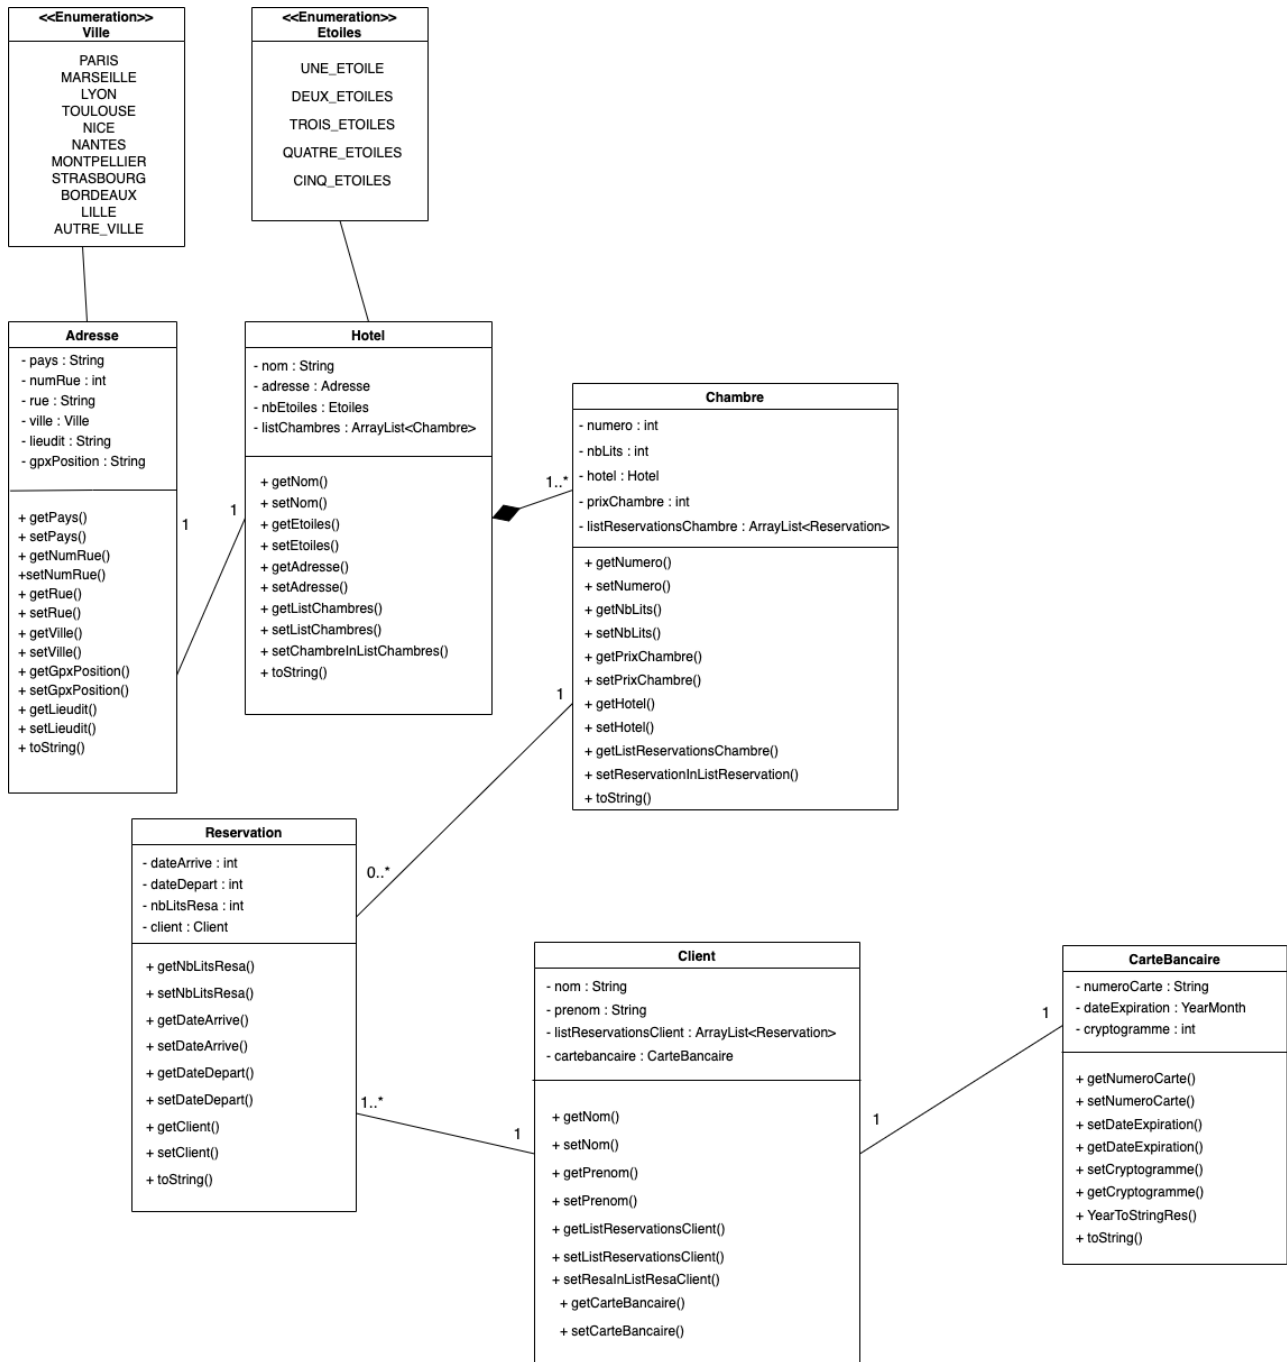 <<Enumeration>>
Ville
PARIS
MARSEILLE
LYON
TOULOUSE
NICE
NANTES
MONTPELLIER
STRASBOURG
BORDEAUX
LILLE
AUTRE_VILLE
<<Enumeration>>
Etoiles
UNE_ETOILE
DEUX_ETOILES
TROIS_ETOILES
QUATRE_ETOILES
CINQ_ETOILES
Adresse
- pays : String
- numRue : int
- rue : String
- ville : Ville
- lieudit : String
- gpxPosition : String
+ getPays()
+ setPays()
+ getNumRue()
+setNumRue()
+ getRue()
+ setRue()
+ getVille()
+ setVille()
+ getGpxPosition()
+ setGpxPosition()
+ getLieudit()
+ setLieudit()
+ toString()
1
1
Hotel
- nom : String
- adresse : Adresse
- nbEtoiles : Etoiles
- listChambres : ArrayList<Chambre>
+ getNom()
+ setNom()
+ getEtoiles()
+ setEtoiles()
+ getAdresse()
+ setAdresse()
+ getListChambres()
+ setListChambres()
+ setChambreInListChambres()
+ toString()
1..*
Chambre
- numero : int
- nbLits : int
- hotel : Hotel
- prixChambre : int
- listReservationsChambre : ArrayList<Reservation>
+ getNumero()
+ setNumero()
+ getNbLits()
+ setNbLits()
+ getPrixChambre()
+ setPrixChambre()
+ getHotel()
+ setHotel()
+ getListReservationsChambre()
+ setReservationInListReservation()
+ toString()
1
0..*
Reservation
- dateArrive : int
- dateDepart : int
- nbLitsResa : int
- client : Client
+ getNbLitsResa()
+ setNbLitsResa()
+ getDateArrive()
+ setDateArrive()
+ getDateDepart()
+ setDateDepart()
+ getClient()
+ setClient()
+ toString()
1..*
1
Client
- nom : String
- prenom : String
- listReservationsClient : ArrayList<Reservation>
- cartebancaire : CarteBancaire
+ getNom()
+ setNom()
+ getPrenom()
+ setPrenom()
+ getListReservationsClient()
+ setListReservationsClient()
+ setResaInListResaClient()
+ getCarteBancaire()
+ setCarteBancaire()
1
1
CarteBancaire
- numeroCarte : String
- dateExpiration : YearMonth
- cryptogramme : int
+ getNumeroCarte()
+ setNumeroCarte()
+ setDateExpiration()
+ getDateExpiration()
+ setCryptogramme()
+ getCryptogramme()
+ YearToStringRes()
+ toString()